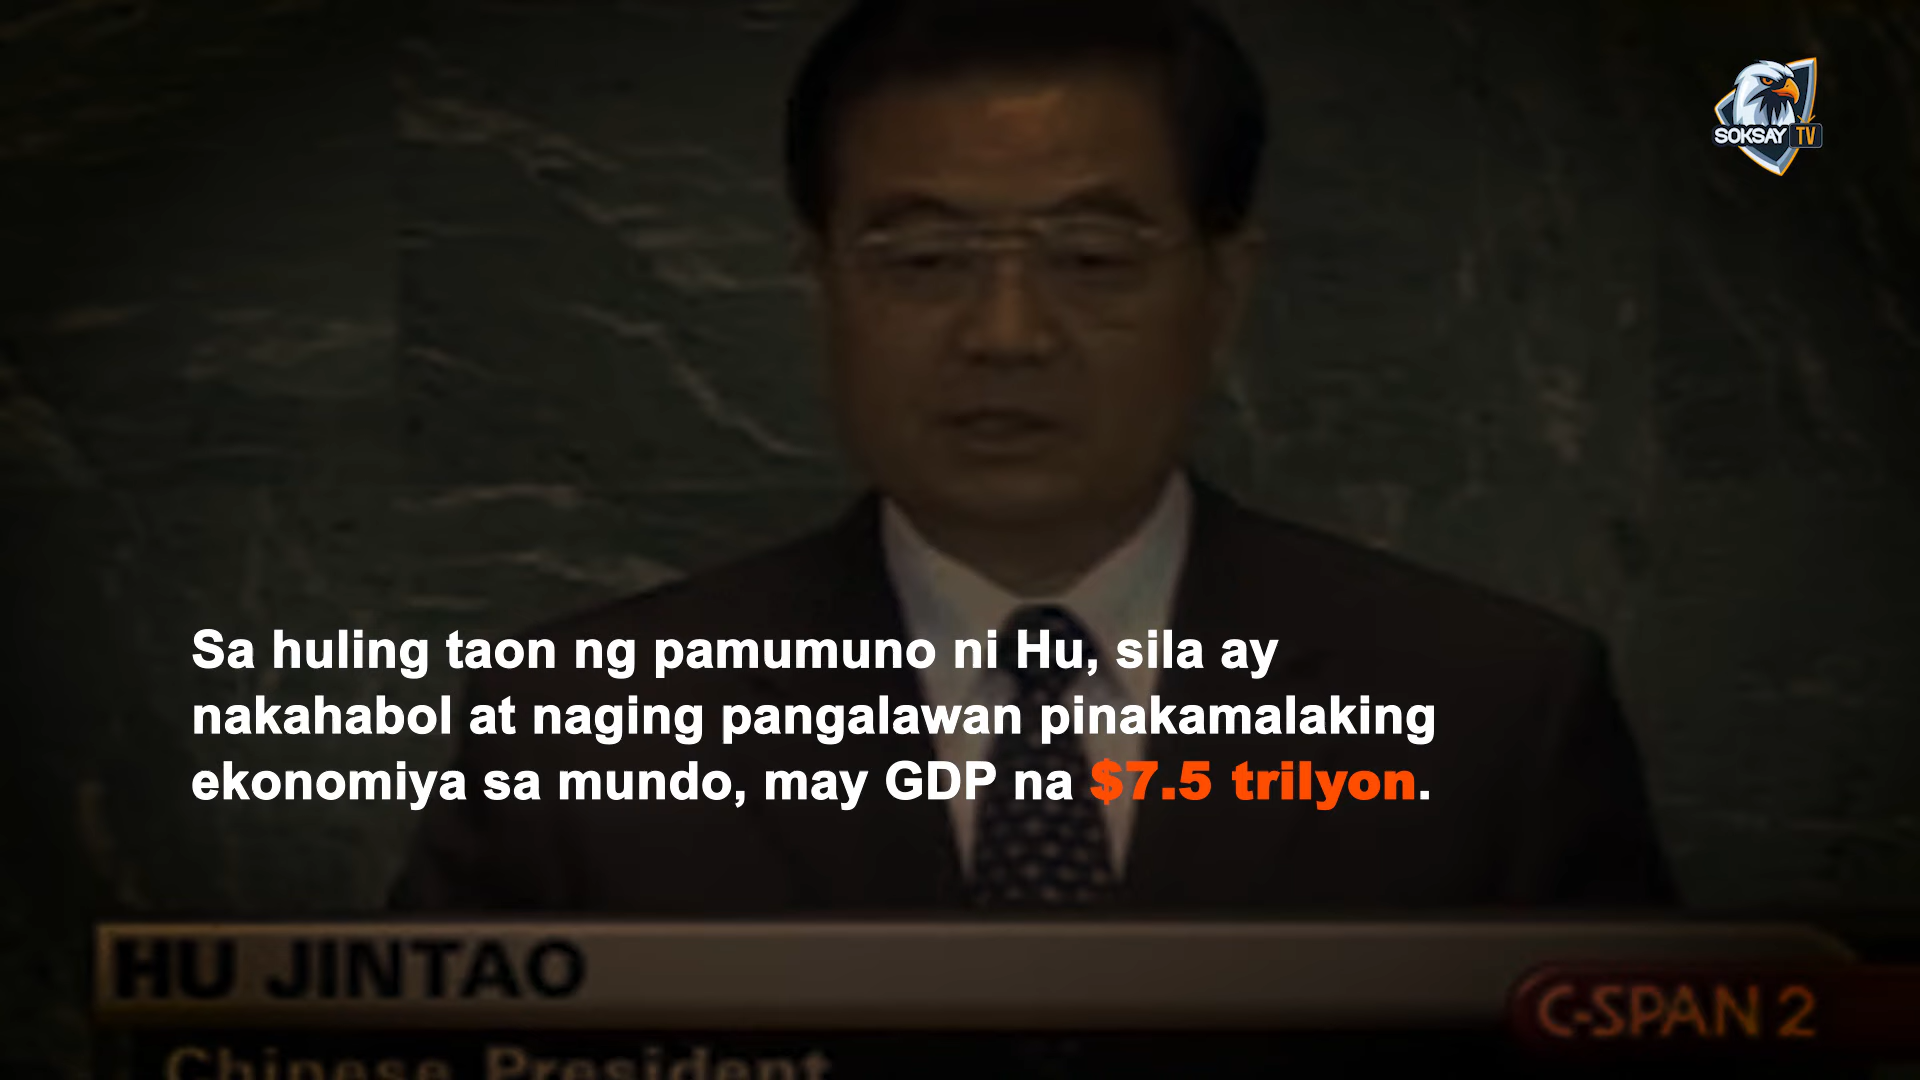 SOKSAY TV
Sa huling taon ng pamumuno ni Hu, sila ay
nakahabol at naging pangalawan pinakamalaking
ekonomiya sa mundo, may GDP na $7.5 trilyon.
HU JINTAO
C-SPAN 2
Chinese President